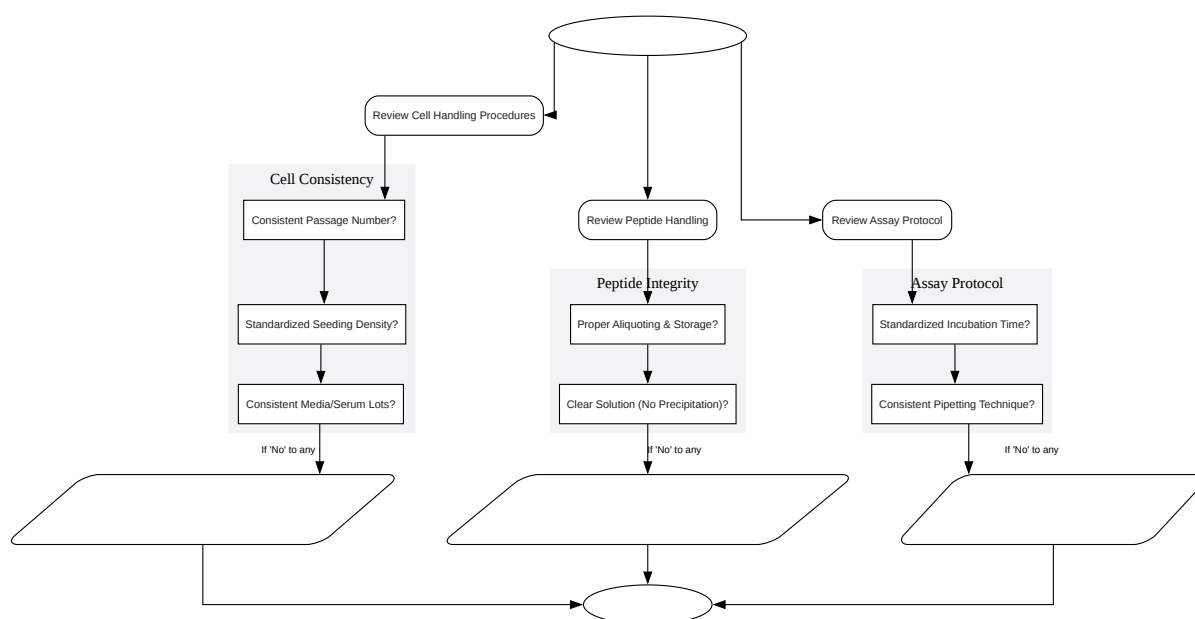 Review Cell Handling Procedures
Cell Consistency
Consistent Passage Number?
Review Peptide Handling
Review Assay Protocol
Peptide Integrity
Assay Protocol
Standardized Seeding Density?
Proper Aliquoting & Storage?
Standardized Incubation Time?
Consistent Media/Serum Lots?
Clear Solution (No Precipitation)?
Consistent Pipetting Technique?
If 'No' to any
If 'No' to any
If 'No' to any